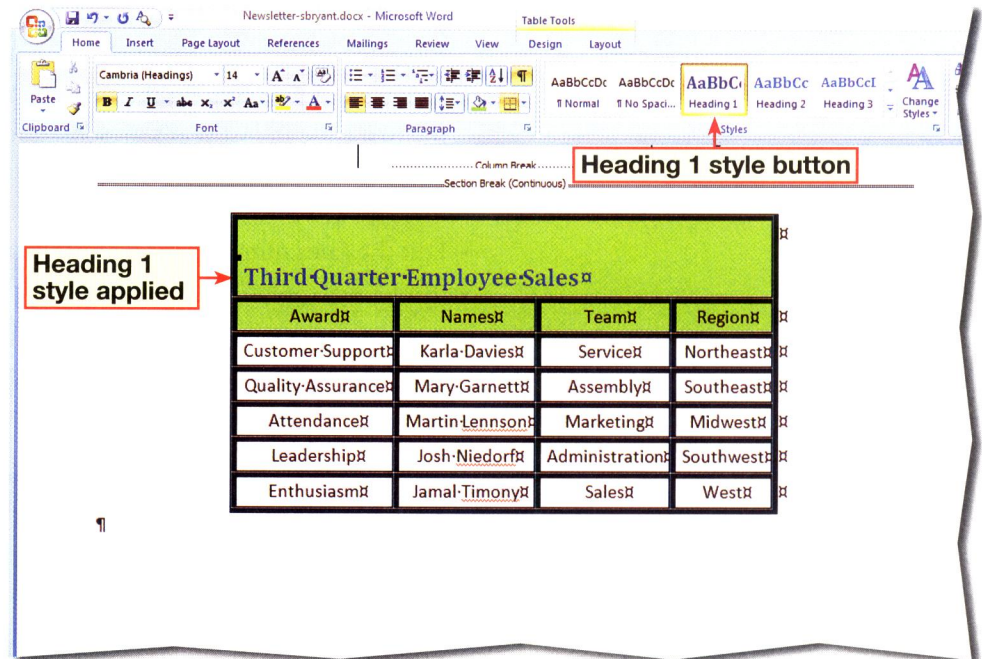 Newsletter-sbryant.docx - Microsoft Word
Table Tools
Home Insert Page Layout References Mailings Review View Design Layout
Cambria (Headings) 14 A A
Paste
B I U abc x, x² Aa A
AaBbCcDc AaBbCcDc AaBbC AaBbCc AaBbCcI
¶ Normal ¶ No Spaci... Heading 1 Heading 2 Heading 3
Change Styles
Clipboard Font Paragraph Styles
Heading 1 style button
Column Break
Section Break (Continuous)
Heading 1
style applied
Third·Quarter·Employee·Sales¤
Award¤ Names¤ Team¤ Region¤ ¤
Customer·Support¤ Karla·Davies¤ Service¤ Northeast¤ ¤
Quality·Assurance¤ Mary·Garnett¤ Assembly¤ Southeast¤ ¤
Attendance¤ Martin·Lennson¤ Marketing¤ Midwest¤ ¤
Leadership¤ Josh·Niedorf¤ Administration¤ Southwest¤ ¤
Enthusiasm¤ Jamal·Timony¤ Sales¤ West¤ ¤
¶